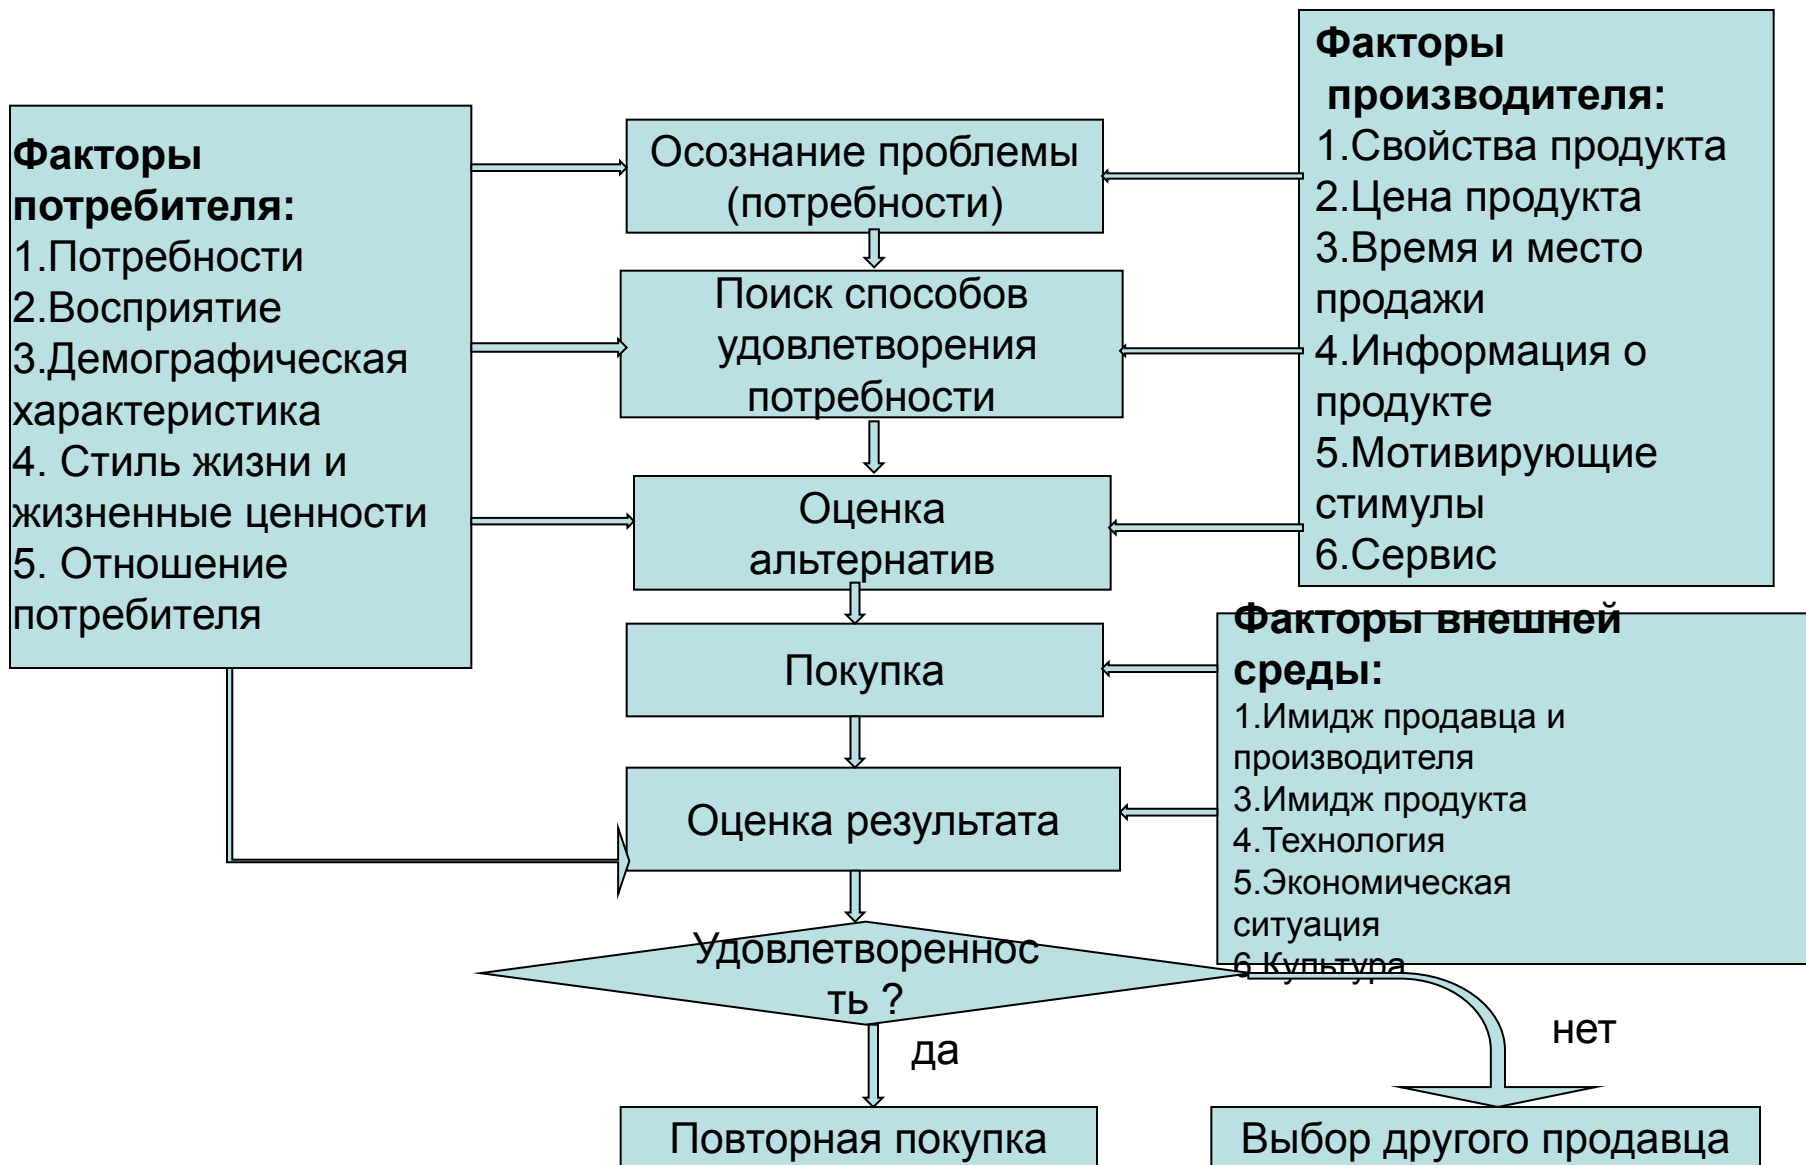 Факторы
потребителя:
1.Потребности
2.Восприятие
3.Демографическая
характеристика
4. Стиль жизни и
жизненные ценности
5. Отношение
потребителя
Осознание проблемы
(потребности)
Поиск способов
удовлетворения
потребности
Оценка
альтернатив
Покупка
Оценка результата
Удовлетвореннос
ть ?
да
Повторная покупка
Факторы
производителя:
1.Свойства продукта
2.Цена продукта
3.Время и место
продажи
4.Информация о
продукте
5.Мотивирующие
стимулы
6.Сервис
Факторы внешней
среды:
1.Имидж продавца и
производителя
3.Имидж продукта
4.Технология
5.Экономическая
ситуация
6.Культура
нет
Выбор другого продавца